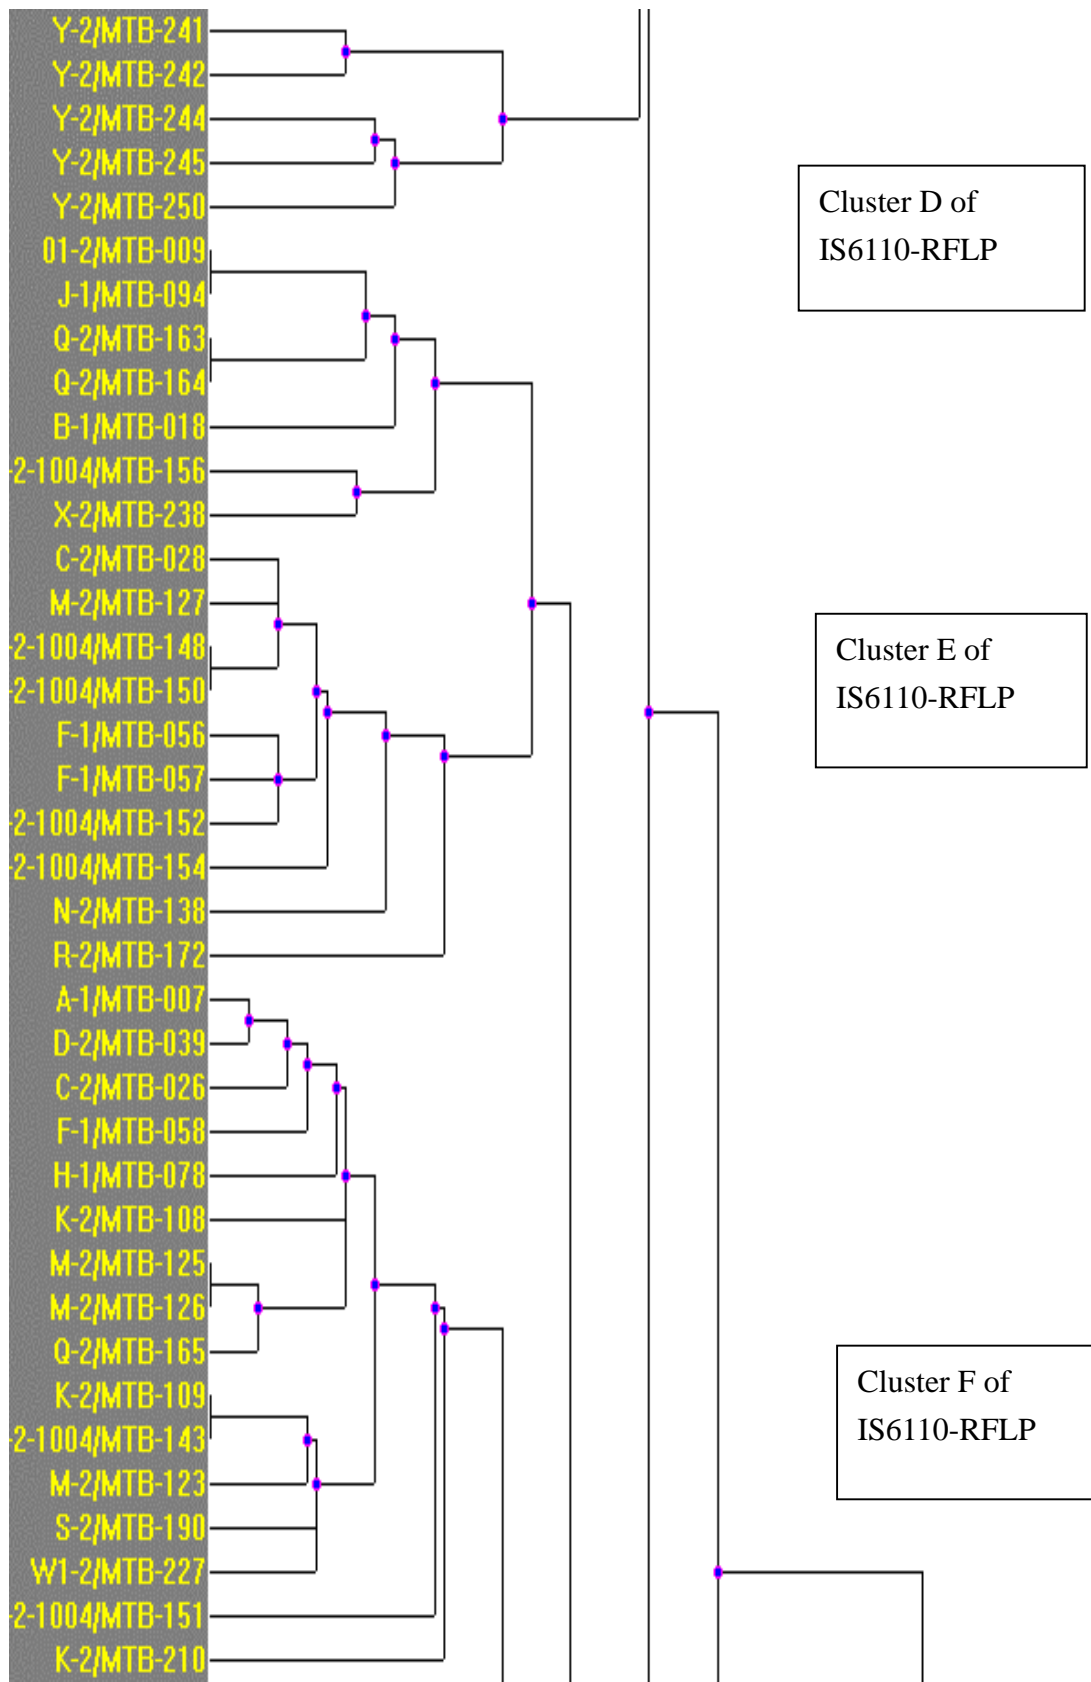 Y-2/MTB-241
Y-2/MTB-242
Y-2/MTB-244
Y-2/MTB-245
Y-2/MTB-250
01-2/MTB-009
J-1/MTB-094
Q-2/MTB-163
Q-2/MTB-164
B-1/MTB-018
-2-1004/MTB-156
X-2/MTB-238
C-2/MTB-028
M-2/MTB-127
-2-1004/MTB-148
-2-1004/MTB-150
F-1/MTB-056
F-1/MTB-057
-2-1004/MTB-152
-2-1004/MTB-154
N-2/MTB-138
R-2/MTB-172
A-1/MTB-007
D-2/MTB-039
C-2/MTB-026
F-1/MTB-058
H-1/MTB-078
K-2/MTB-108
M-2/MTB-125
M-2/MTB-126
Q-2/MTB-165
K-2/MTB-109
-2-1004/MTB-143
M-2/MTB-123
S-2/MTB-190
W1-2/MTB-227
-2-1004/MTB-151
K-2/MTB-210
Cluster D of
IS6110-RFLP
Cluster E of
IS6110-RFLP
Cluster F of
IS6110-RFLP